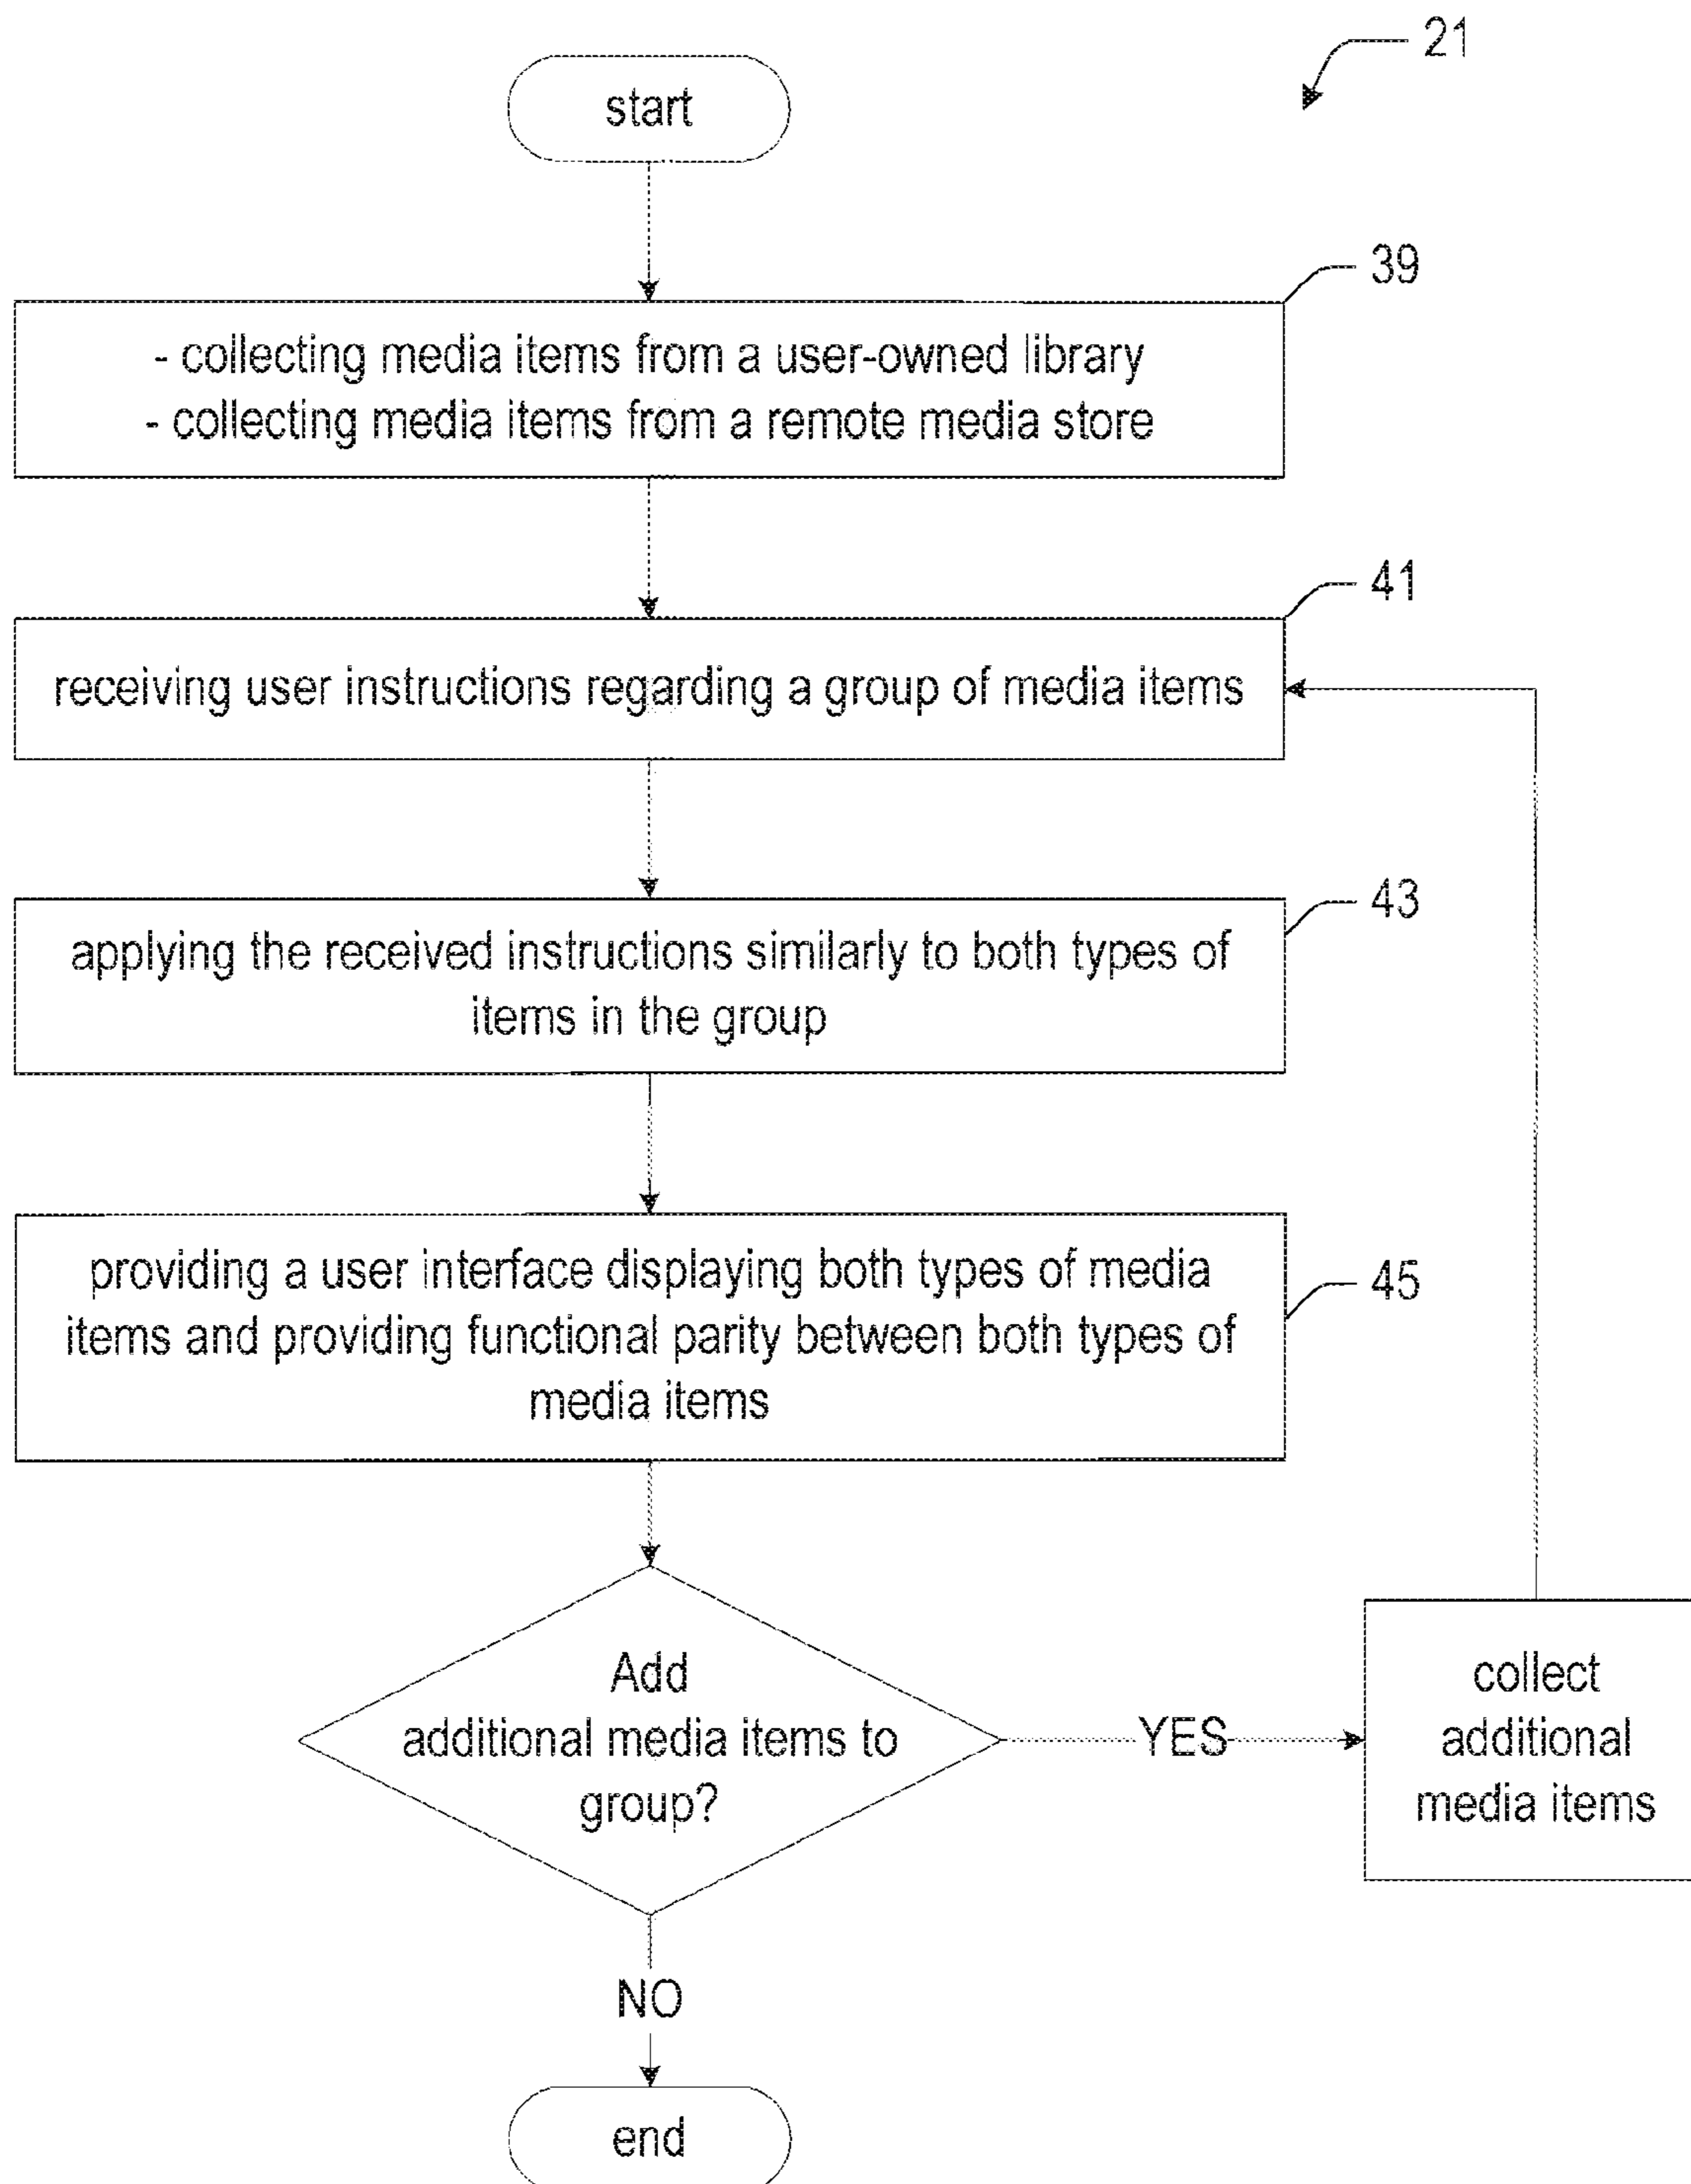 21
start
39
- collecting media items from a user-owned library
- collecting media items from a remote media store
41
receiving user instructions regarding a group of media items
43
applying the received instructions similarly to both types of
items in the group
providing a user interface displaying both types of media
items and providing functional parity between both types of
media items
45
Add
additional media items to
group?
YES
collect
additional
media items
NO
end